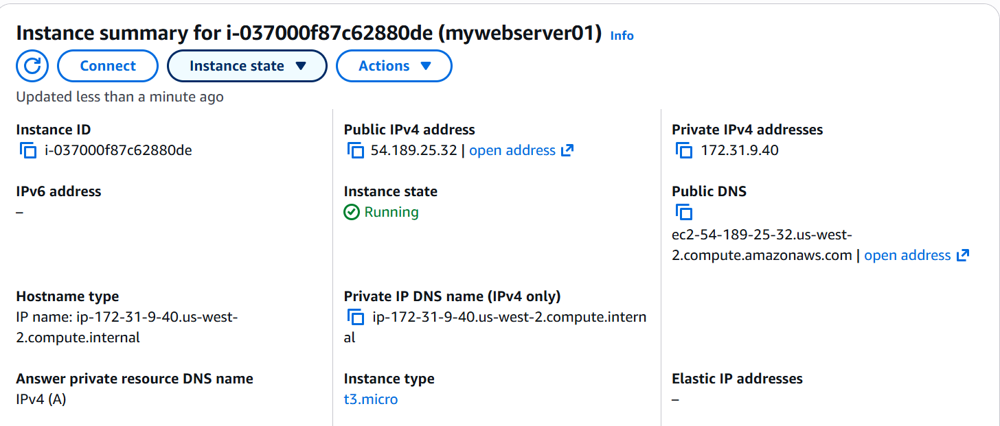 Instance summary for i-037000f87c62880de (mywebserver01) Info
Connect Instance state Actions
Updated less than a minute ago
Instance ID
i-037000f87c62880de
Public IPv4 address
54.189.25.32 | open address
Private IPv4 addresses
172.31.9.40
IPv6 address
–
Instance state
Running
Public DNS
ec2-54-189-25-32.us-west-
2.compute.amazonaws.com | open address
Hostname type
IP name: ip-172-31-9-40.us-west-
2.compute.internal
Private IP DNS name (IPv4 only)
ip-172-31-9-40.us-west-2.compute.intern
al
Answer private resource DNS name
IPv4 (A)
Instance type
t3.micro
Elastic IP addresses
–